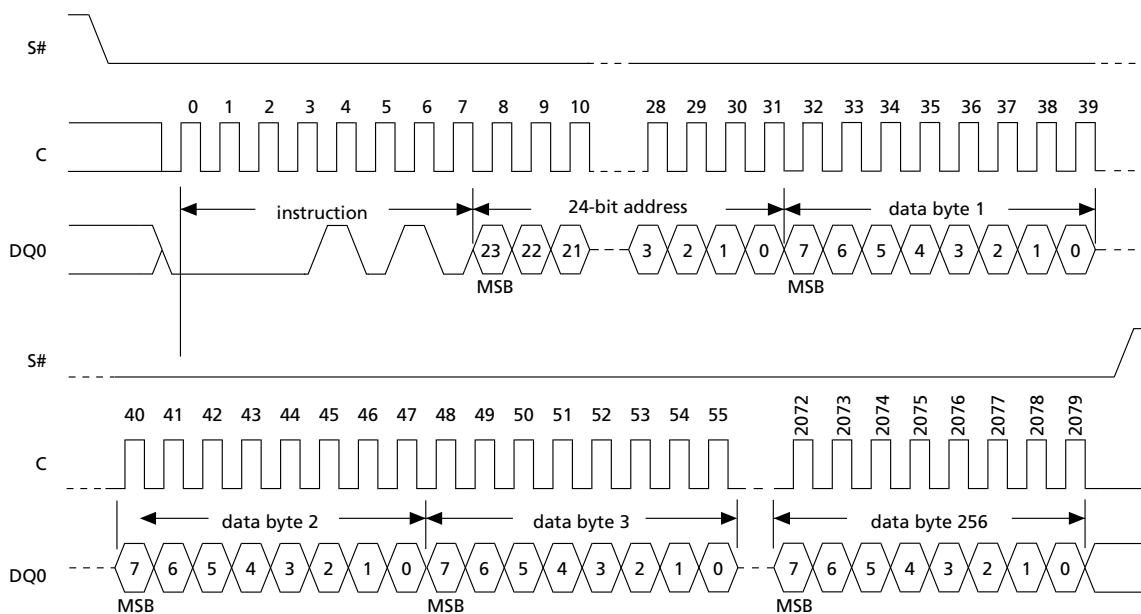 S#
0 1 2 3 4 5 6 7 8 9 10 28 29 30 31 32 33 34 35 36 37 38 39
C
instruction 24-bit address data byte 1
DQ0 23 22 21 3 2 1 0 7 6 5 4 3 2 1 0
MSB MSB
S#
40 41 42 43 44 45 46 47 48 49 50 51 52 53 54 55 2072 2073 2074 2075 2076 2077 2078 2079
C
data byte 2 data byte 3 data byte 256
DQ0 7 6 5 4 3 2 1 0 7 6 5 4 3 2 1 0 7 6 5 4 3 2 1 0
MSB MSB MSB